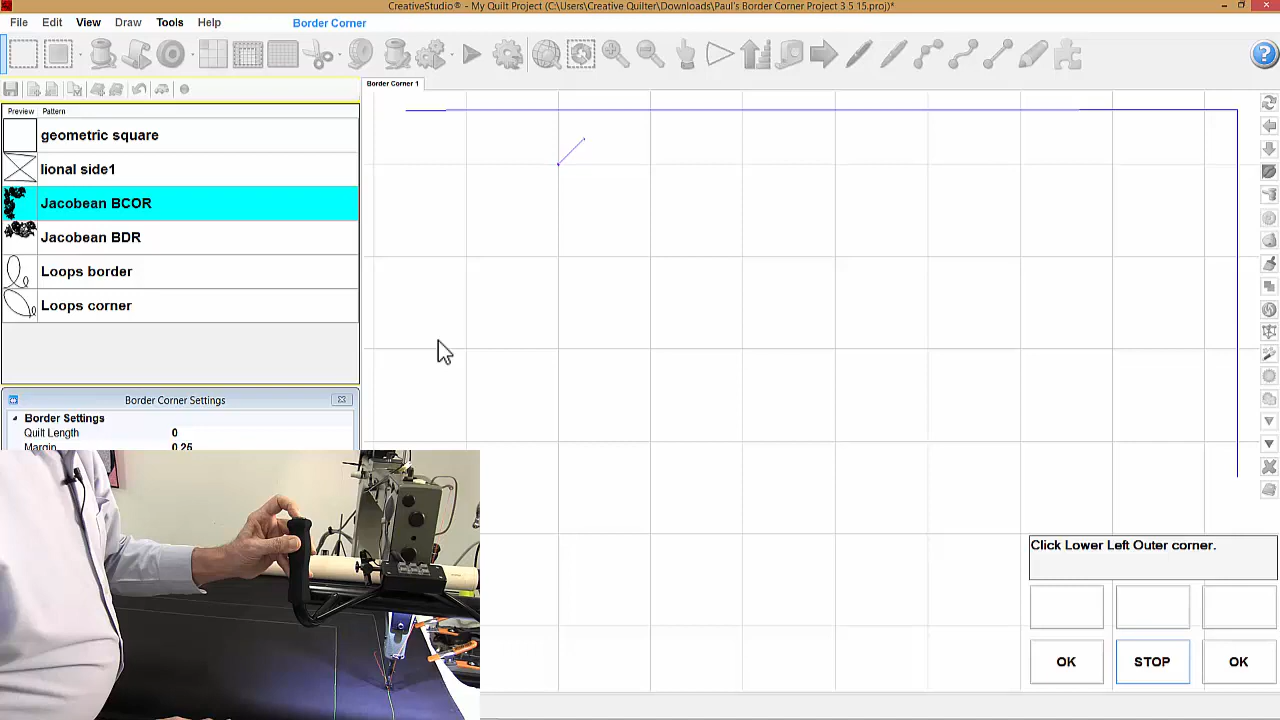 CreativeStudio® - My Quilt Project (C:\Users\Creative Quilter\Downloads\Paul's Border Corner Project 3 5 15.proj)*
File Edit View Draw Tools Help Border Corner
Border Corner 1
Preview Pattern
geometric square
lional side1
Jacobean BCOR
Jacobean BDR
Loops border
Loops corner
Border Corner Settings
Border Settings
Quilt Length 0
Margin 0.25
Click Lower Left Outer corner.
OK STOP OK